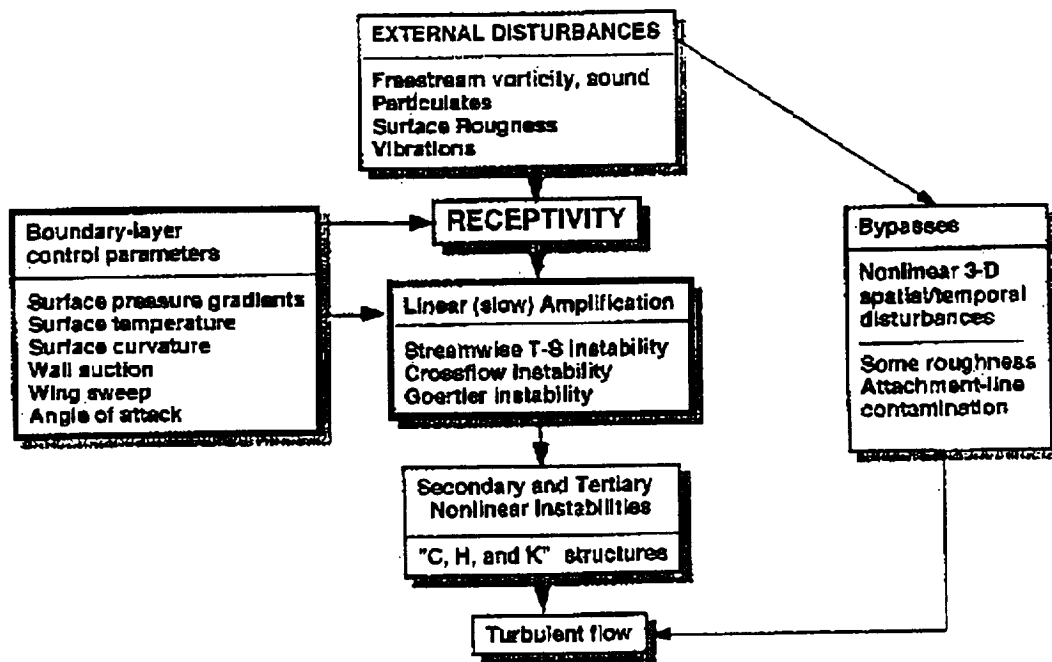 EXTERNAL DISTURBANCES
Freestream vorticity, sound
Particulates
Surface Rougness
Vibrations
RECEPTIVITY
Boundary-layer
control parameters
Surface pressure gradients
Surface temperature
Surface curvature
Wall suction
Wing sweep
Angle of attack
Linear (slow) Amplification
Streamwise T-S instability
Crossflow instability
Goertler instability
Bypasses
Nonlinear 3-D
spatial/temporal
disturbances
Some roughness
Attachment-line
contamination
Secondary and Tertiary
Nonlinear Instabilities
"C, H, and K" structures
Turbulent flow